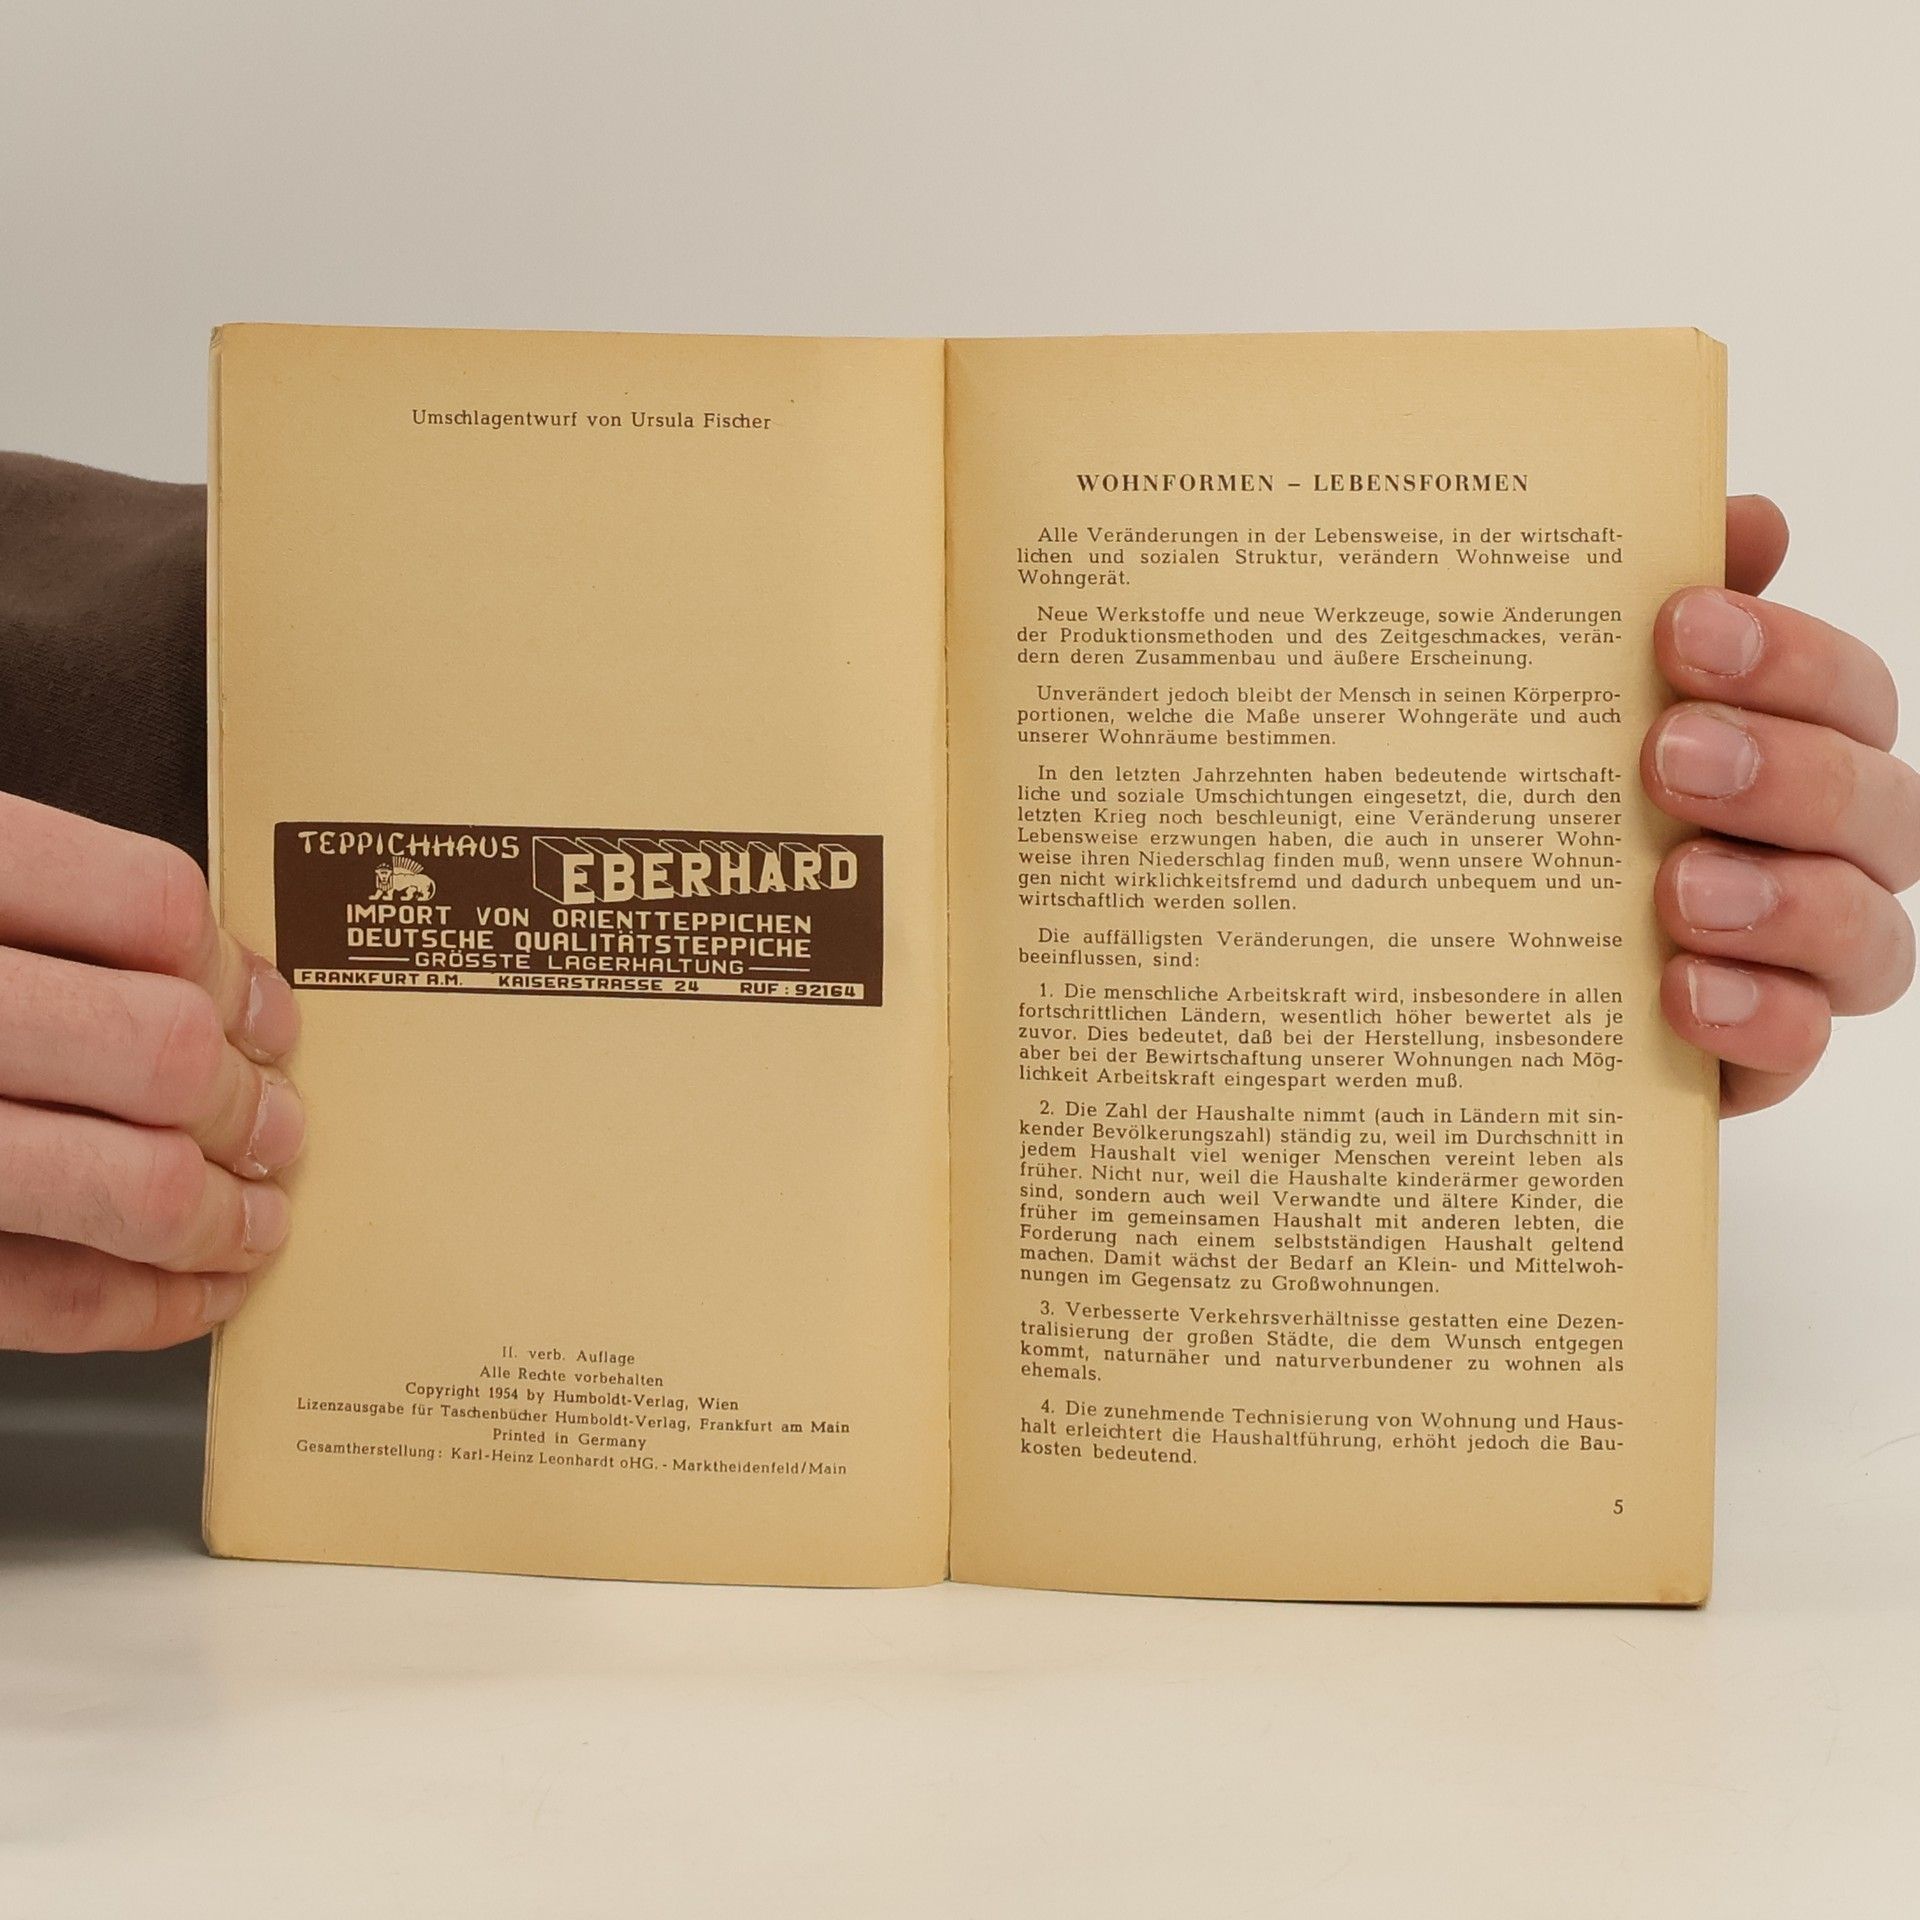 Umschlagentwurf von Ursula Fischer
TEPPICHHAUS EBERHARD
IMPORT VON ORIENTTEPPICHEN
DEUTSCHE QUALITÄTSTEPPICHE
GRÖSSTE LAGERHALTUNG
FRANKFURT A.M. KAISERSTRASSE 24 RUF: 92164
II. verb. Auflage
Alle Rechte vorbehalten
Copyright 1954 by Humboldt-Verlag, Wien
Lizenzausgabe für Taschenbücher Humboldt-Verlag, Frankfurt am Main
Printed in Germany
Gesamtherstellung: Karl-Heinz Leonhardt oHG. - Marktheidenfeld/Main
WOHNFORMEN – LEBENSFORMEN
Alle Veränderungen in der Lebensweise, in der wirtschaft-
lichen und sozialen Struktur, verändern Wohnweise und
Wohngerät.
Neue Werkstoffe und neue Werkzeuge, sowie Änderungen
der Produktionsmethoden und des Zeitgeschmackes, verän-
dern deren Zusammenbau und äußere Erscheinung.
Unverändert jedoch bleibt der Mensch in seinen Körperpro-
portionen, welche die Maße unserer Wohngeräte und auch
unserer Wohnräume bestimmen.
In den letzten Jahrzehnten haben bedeutende wirtschaft-
liche und soziale Umschichtungen eingesetzt, die, durch den
letzten Krieg noch beschleunigt, eine Veränderung unserer
Lebensweise erzwungen haben, die auch in unserer Wohn-
weise ihren Niederschlag finden muß, wenn unsere Wohnun-
gen nicht wirklichkeitsfremd und dadurch unbequem und un-
wirtschaftlich werden sollen.
Die auffälligsten Veränderungen, die unsere Wohnweise
beeinflussen, sind:
1. Die menschliche Arbeitskraft wird, insbesondere in allen
fortschrittlichen Ländern, wesentlich höher bewertet als je
zuvor. Dies bedeutet, daß bei der Herstellung, insbesondere
aber bei der Bewirtschaftung unserer Wohnungen nach Mög-
lichkeit Arbeitskraft eingespart werden muß.
2. Die Zahl der Haushalte nimmt (auch in Ländern mit sin-
kender Bevölkerungszahl) ständig zu, weil im Durchschnitt in
jedem Haushalt viel weniger Menschen vereint leben als
früher. Nicht nur, weil die Haushalte kinderärmer geworden
sind, sondern auch weil Verwandte und ältere Kinder, die
früher im gemeinsamen Haushalt mit anderen lebten, die
Forderung nach einem selbstständigen Haushalt geltend
machen. Damit wächst der Bedarf an Klein- und Mittelwoh-
nungen im Gegensatz zu Großwohnungen.
3. Verbesserte Verkehrsverhältnisse gestatten eine Dezen-
tralisierung der großen Städte, die dem Wunsch entgegen
kommt, naturnäher und naturverbundener zu wohnen als
ehemals.
4. Die zunehmende Technisierung von Wohnung und Haus-
halt erleichtert die Haushaltführung, erhöht jedoch die Bau-
kosten bedeutend.
5